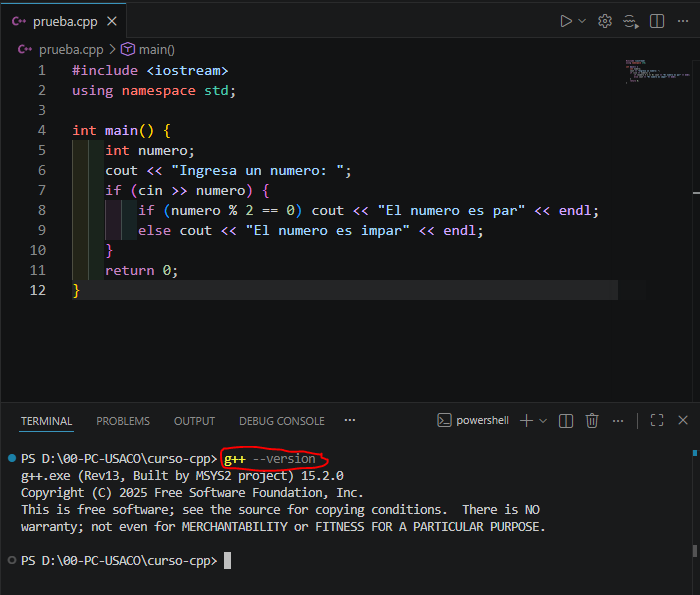 prueba.cpp
prueba.cpp > main()
1 #include <iostream>
2 using namespace std;
3
4 int main() {
5 int numero;
6 cout << "Ingresa un numero: ";
7 if (cin >> numero) {
8 if (numero % 2 == 0) cout << "El numero es par" << endl;
9 else cout << "El numero es impar" << endl;
10 }
11 return 0;
12 }
TERMINAL PROBLEMS OUTPUT DEBUG CONSOLE ··· powershell
PS D:\00-PC-USACO\curso-cpp> g++ --version
g++.exe (Rev13, Built by MSYS2 project) 15.2.0
Copyright (C) 2025 Free Software Foundation, Inc.
This is free software; see the source for copying conditions.  There is NO
warranty; not even for MERCHANTABILITY or FITNESS FOR A PARTICULAR PURPOSE.
PS D:\00-PC-USACO\curso-cpp>